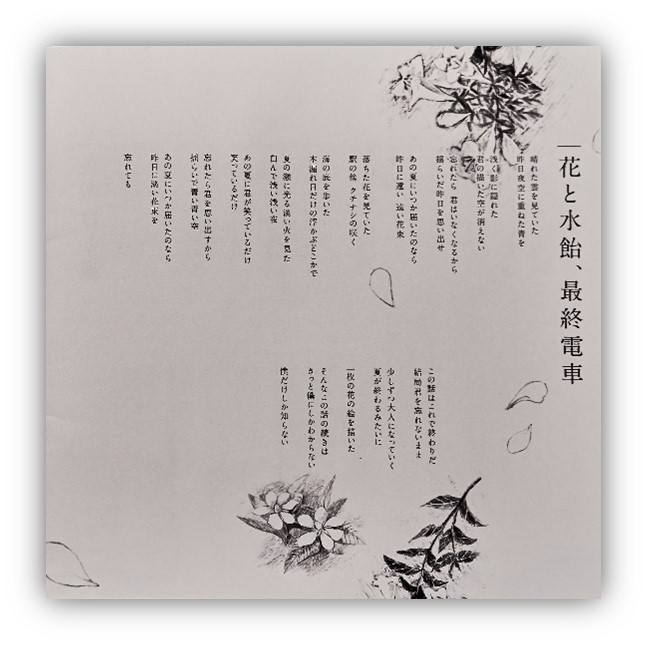 花と水飴、最終電車
晴れた雲を見ていた
昨日夜空に重ねた青を
浅く影に隠れた
君の描いた空が消えない
忘れたら 君はいなくなるから
揺らいだ昨日を思い出せ
あの夏にいつか届いたのなら
昨日に遠い 遠い花束
落ちた花を見ていた
駅の傍 クチナシの咲く
海の底を歩いた
木漏れ日だけの浮かぶどこかで
夏の縁に光る淡い火を見た
白んで浅い浅い夜
あの夏に君が笑っているだけ
笑っているだけ
忘れたら君を思い出すから
揺らいで青い青い空
あの夏にいつか届いたのなら
昨日に淡い花束を
忘れても
この話はこれで終わりだ
結局君を忘れないまま
少しずつ大人になっていく
夏が終わるみたいに
一枚の花の絵を描いた
そんなこの話の続きは
きっと僕にしかわからない
僕だけしか知らない